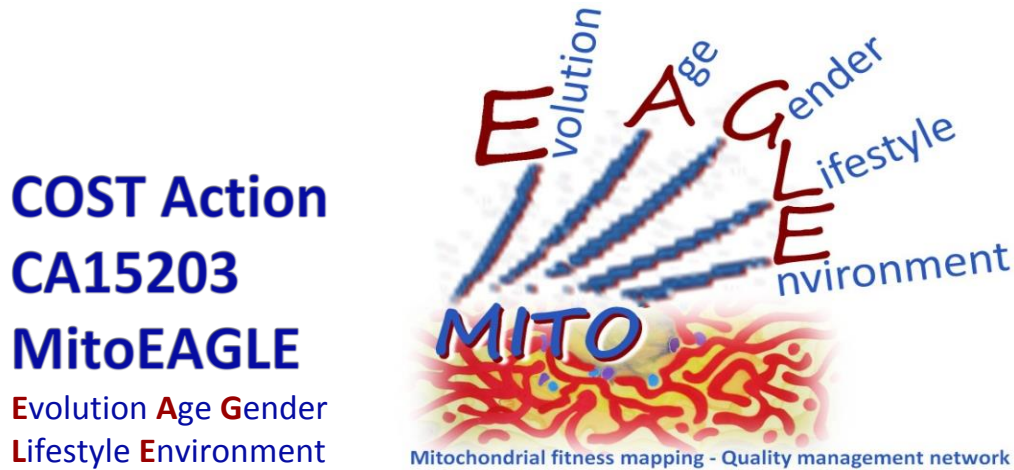 COST Action
CA15203
MitoEAGLE
Evolution Age Gender
Lifestyle Environment
Evolution
Age
Gender
Lifestyle
Environment
MITO
Mitochondrial fitness mapping - Quality management network